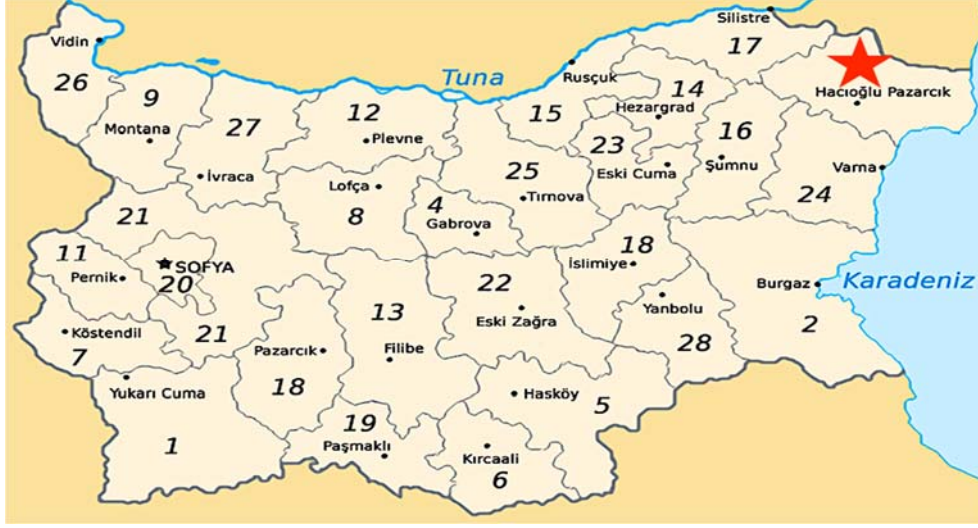 Silistre
17
Vidin
26
Tuna
Rusçuk
Hacıoğlu Pazarcık
9
Montana
27
İvraca
12
Plevne
15
14
Hezargrad
23
Eski Cuma
16
Şumnu
Varna
24
Lofça
8
4
Gabrova
25
Tırnova
21
11
Pernik
SOFYA
20
21
18
İslimiye
Burgaz
Karadeniz
2
22
Eski Zağra
Yanbolu
28
13
Filibe
Köstendil
7
Pazarcık
18
Yukarı Cuma
1
Hasköy
5
19
Paşmaklı
Kırcaali
6